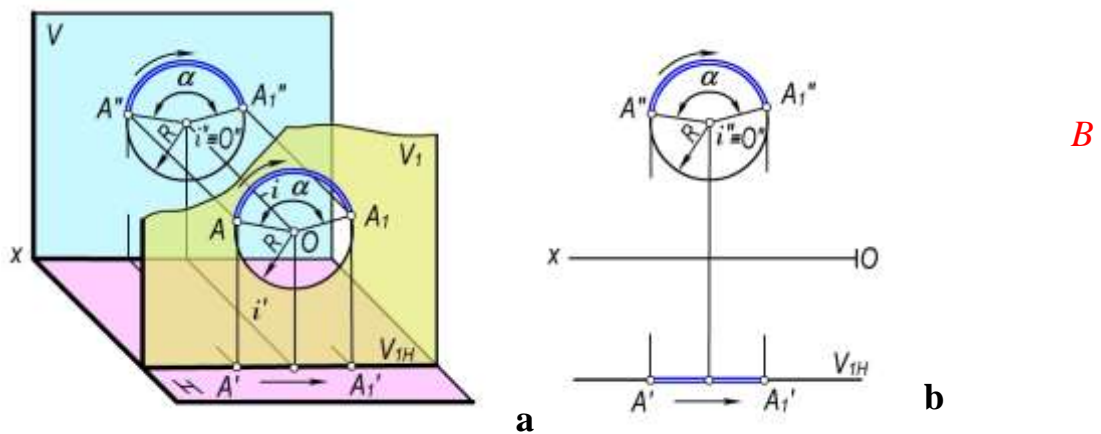 V
α
A"
A₁"
R
i"≡O"
V₁
i
α
A
A₁
R
O
x
i'
V₁H
H
A'
A₁'
a
α
A"
A₁"
R
i"≡O"
B
x
O
V₁H
A'
A₁'
b